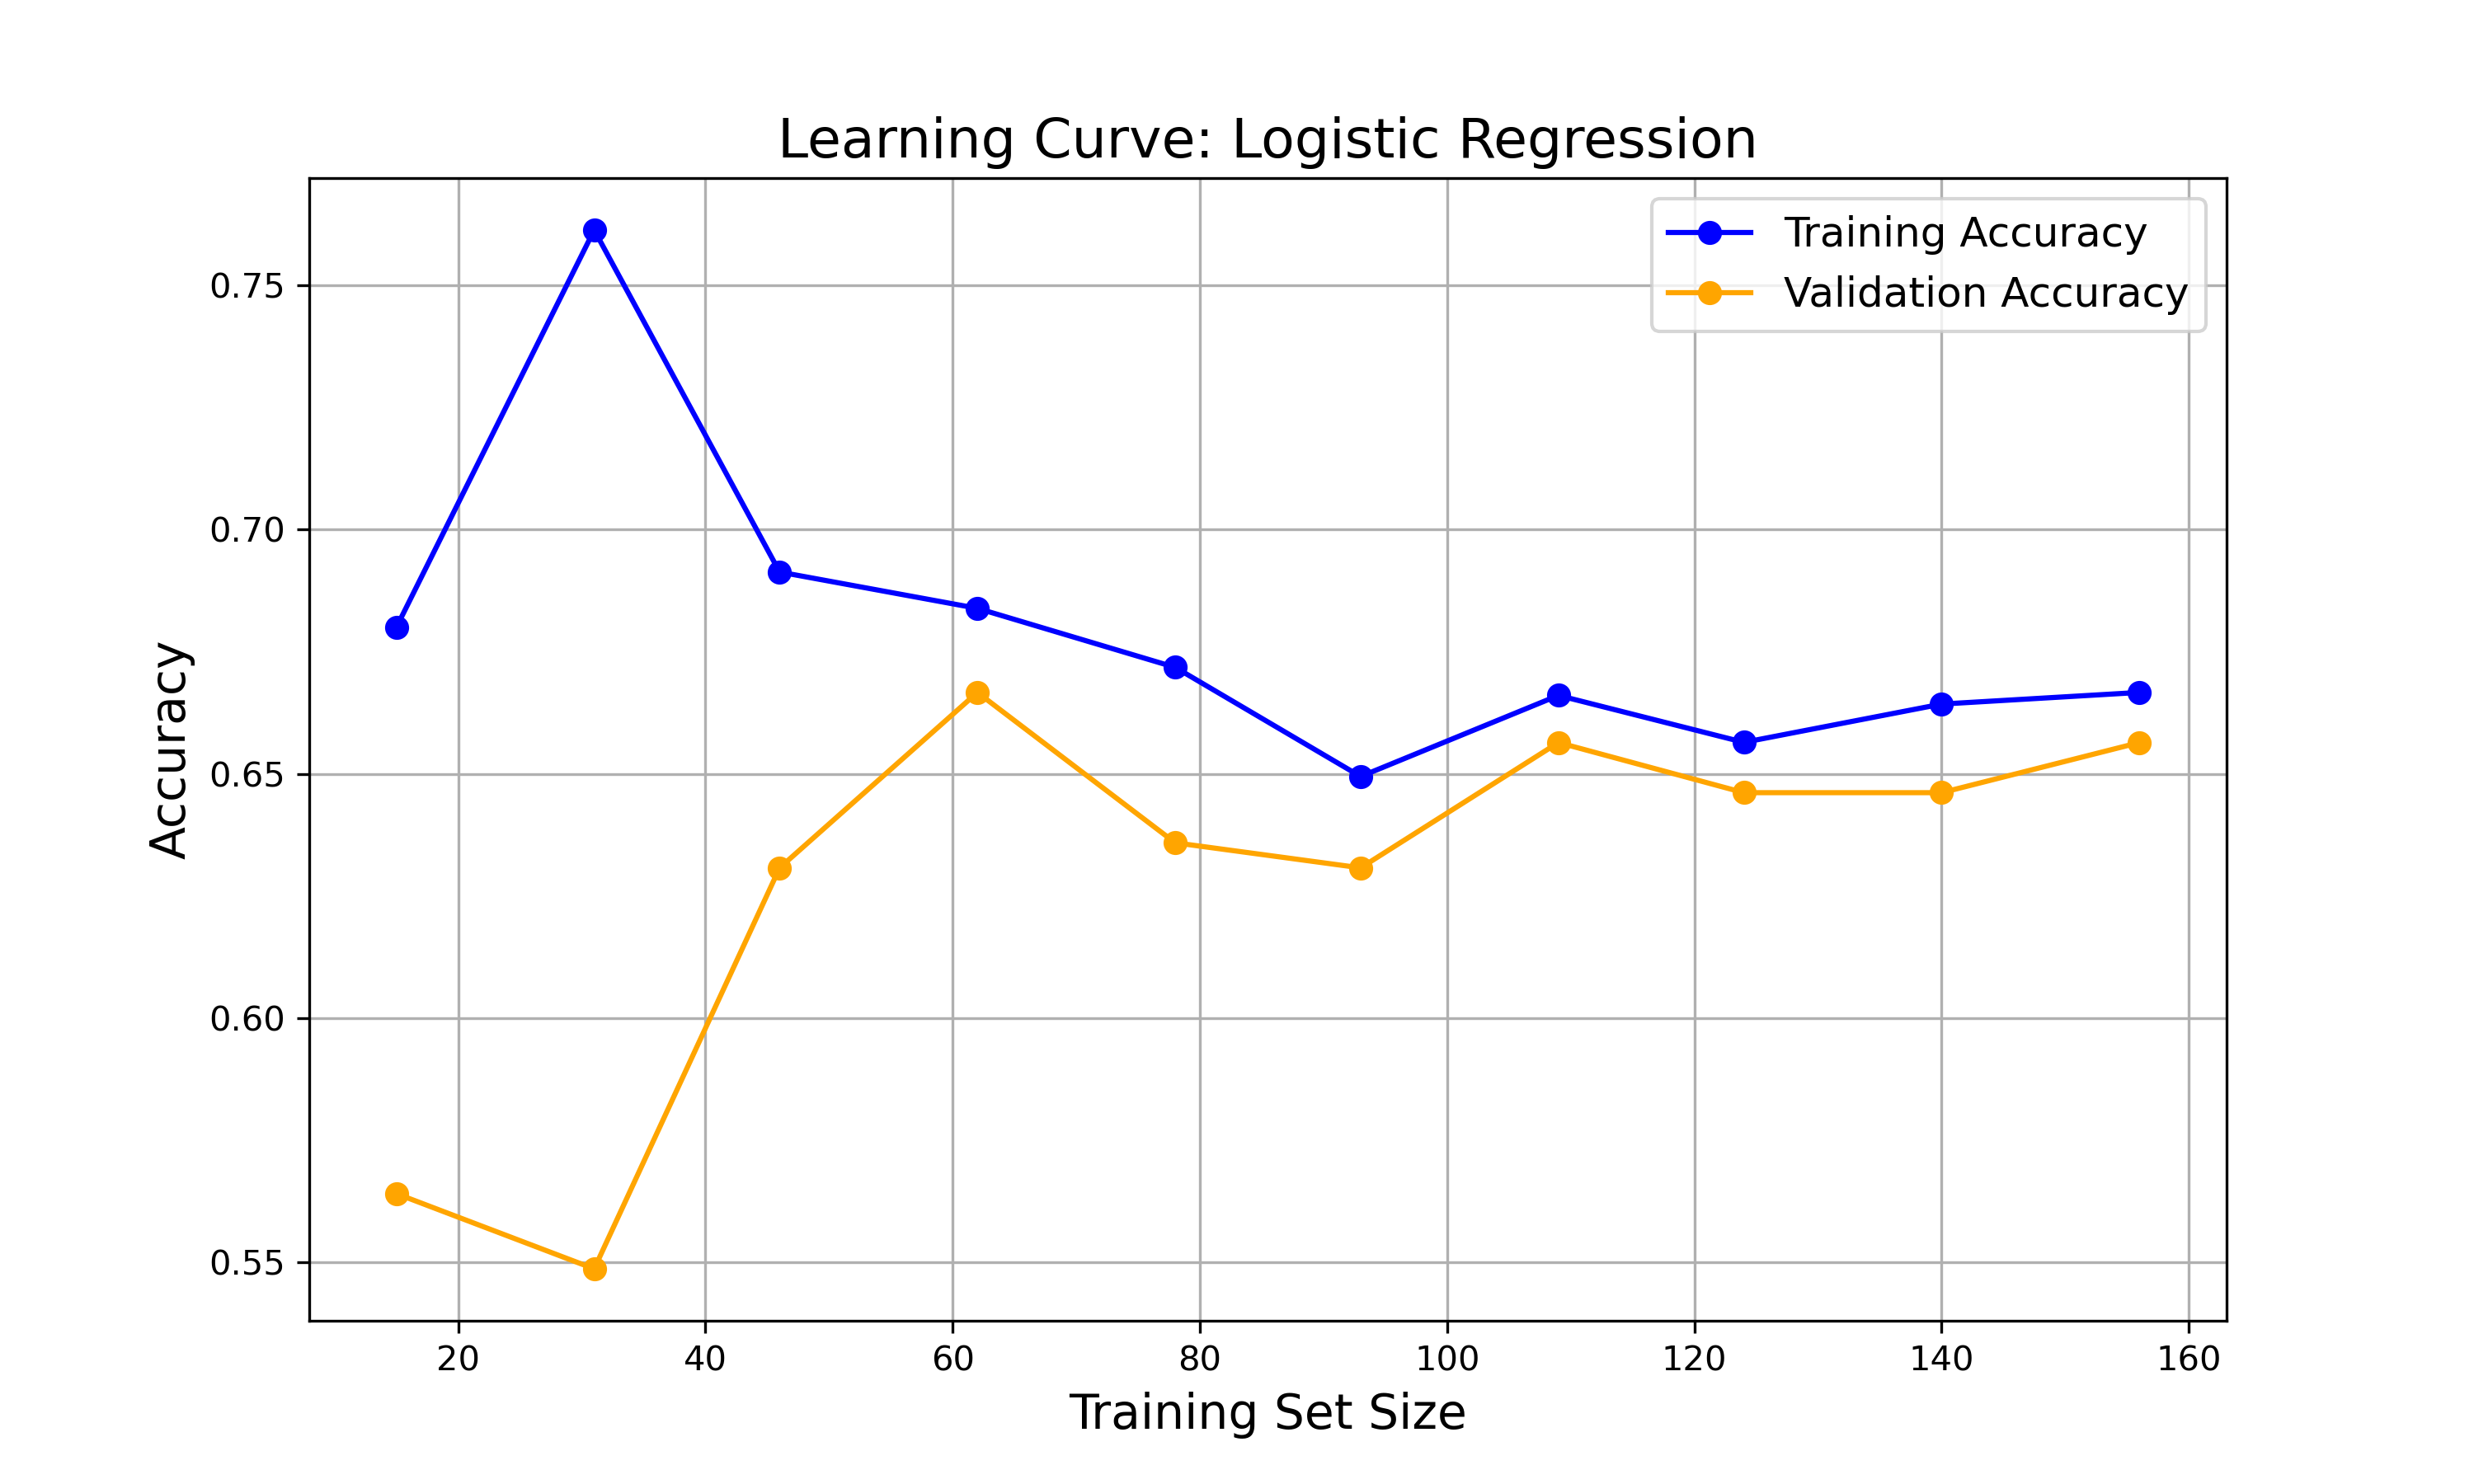 Learning Curve: Logistic Regression
Training Accuracy
Validation Accuracy
Accuracy
0.75
0.70
0.65
0.60
0.55
20 40 60 80 100 120 140 160
Training Set Size